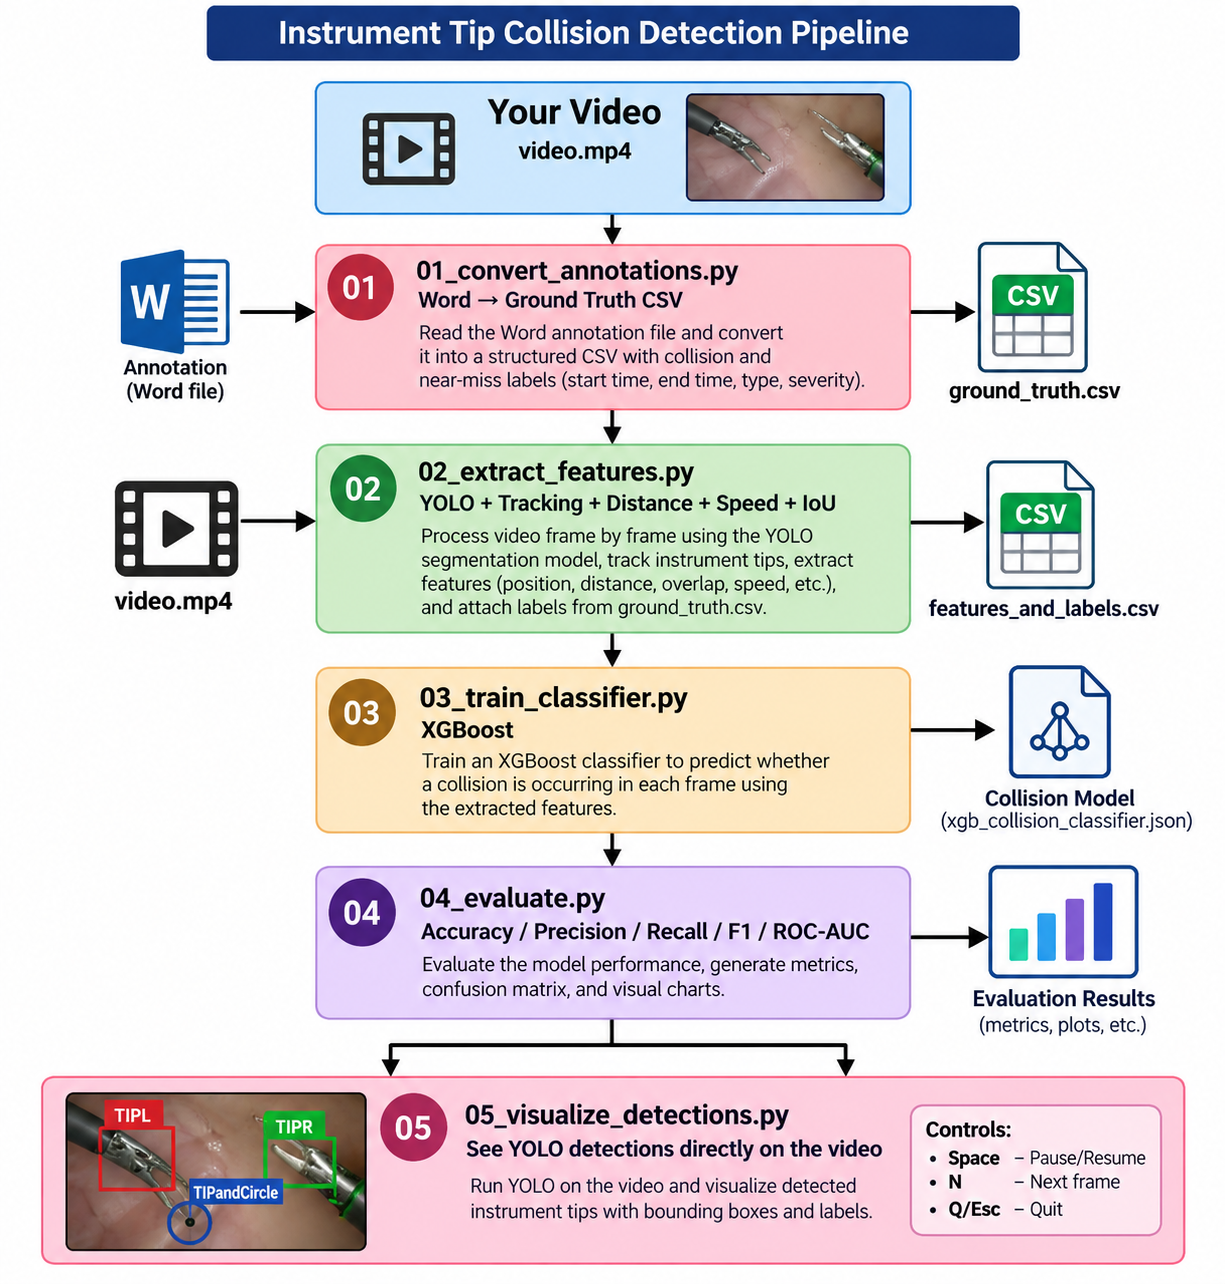 Instrument Tip Collision Detection Pipeline
Your Video
video.mp4
W
Annotation
(Word file)
01
01_convert_annotations.py
Word → Ground Truth CSV
Read the Word annotation file and convert
it into a structured CSV with collision and
near-miss labels (start time, end time, type, severity).
CSV
ground_truth.csv
video.mp4
02
02_extract_features.py
YOLO + Tracking + Distance + Speed + IoU
Process video frame by frame using the YOLO
segmentation model, track instrument tips, extract
features (position, distance, overlap, speed, etc.),
and attach labels from ground_truth.csv.
CSV
features_and_labels.csv
03
03_train_classifier.py
XGBoost
Train an XGBoost classifier to predict whether
a collision is occurring in each frame using
the extracted features.
Collision Model
(xgb_collision_classifier.json)
04
04_evaluate.py
Accuracy / Precision / Recall / F1 / ROC-AUC
Evaluate the model performance, generate metrics,
confusion matrix, and visual charts.
Evaluation Results
(metrics, plots, etc.)
TIPL
TIPR
TIPandCircle
05
05_visualize_detections.py
See YOLO detections directly on the video
Run YOLO on the video and visualize detected
instrument tips with bounding boxes and labels.
Controls:
• Space – Pause/Resume
• N – Next frame
• Q/Esc – Quit